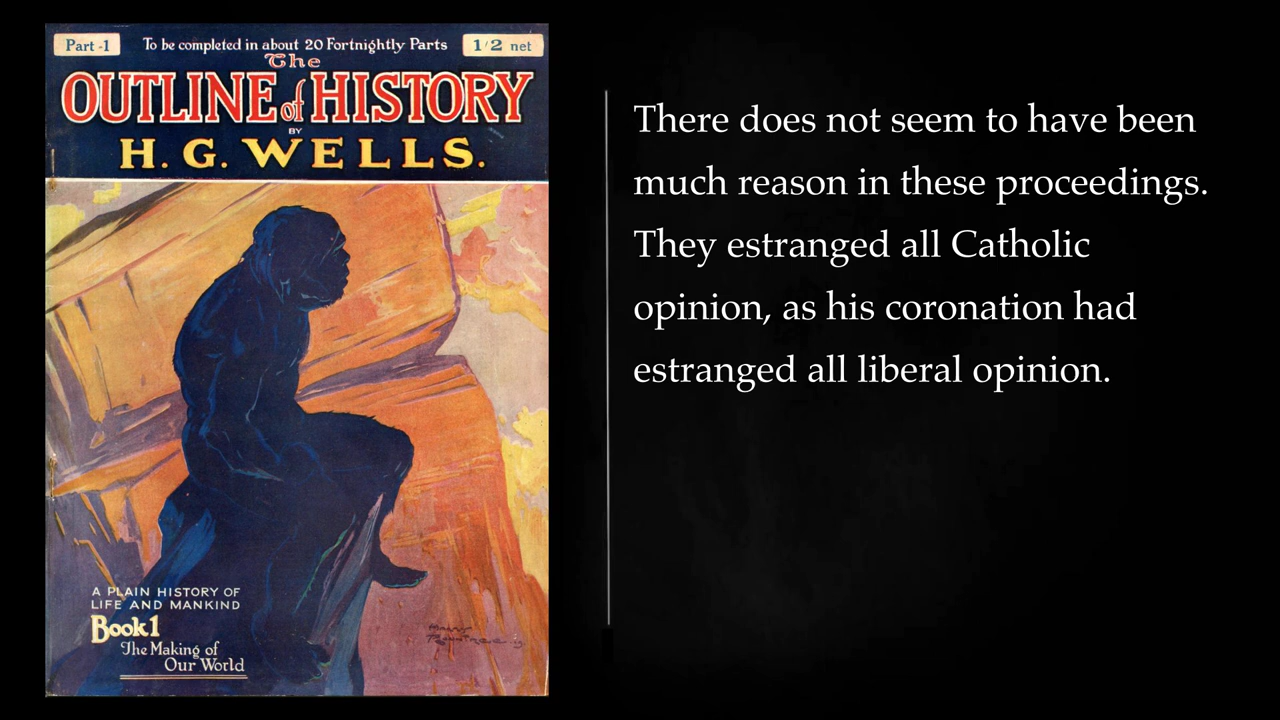 Part -1
To be completed in about 20 Fortnightly Parts
1/2 net
The
OUTLINE of HISTORY
BY
H. G. WELLS.
A PLAIN HISTORY OF
LIFE AND MANKIND
Book 1
The Making of
Our World
There does not seem to have been
much reason in these proceedings.
They estranged all Catholic
opinion, as his coronation had
estranged all liberal opinion.